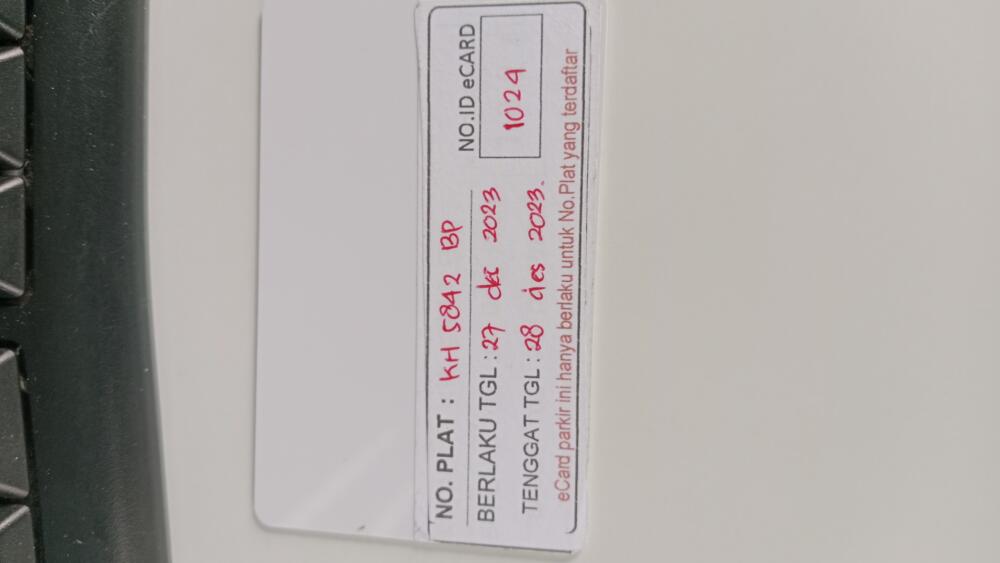 NO. PLAT : KH 5842 BP
NO.ID eCARD
1024
BERLAKU TGL : 27 des 2023
TENGGAT TGL : 28 des 2023.
eCard parkir ini hanya berlaku untuk No.Plat yang terdaftar